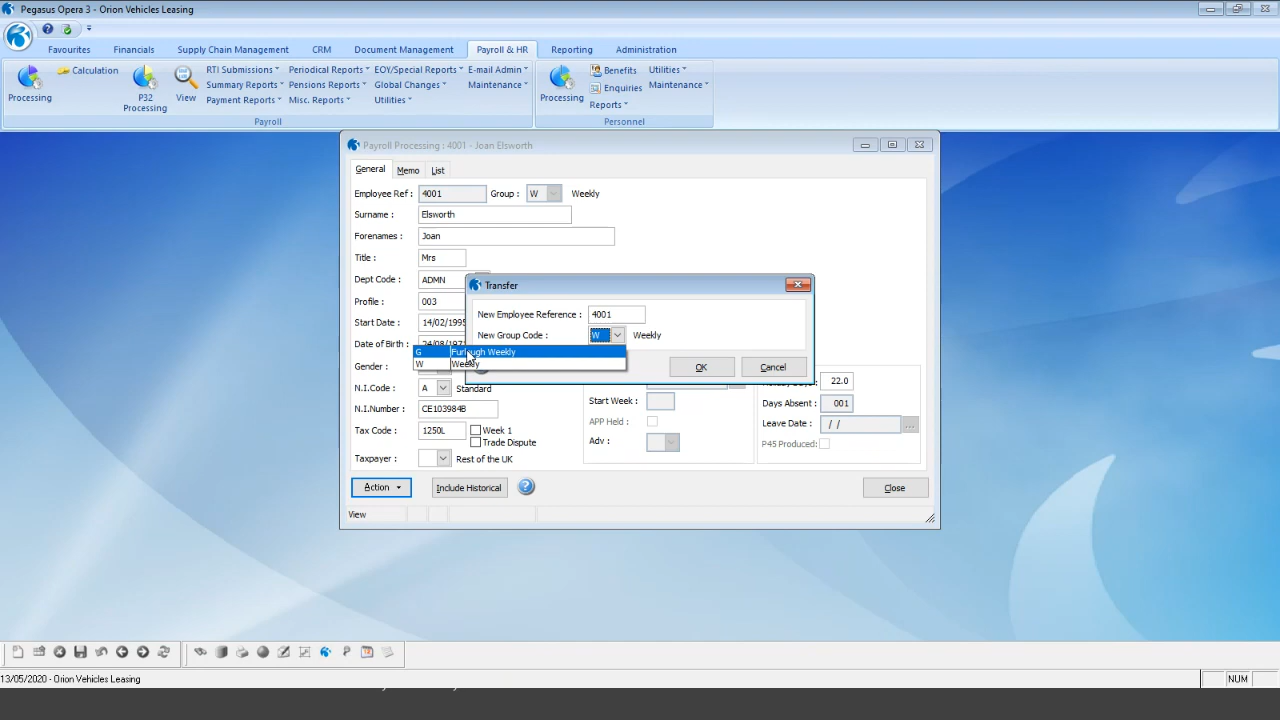 Pegasus Opera 3 - Orion Vehicles Leasing
Favourites Financials Supply Chain Management CRM Document Management Payroll & HR Reporting Administration
Processing
Calculation
P32 Processing
View
RTI Submissions
Summary Reports
Payment Reports
Periodical Reports
Pensions Reports
Misc. Reports
EOY/Special Reports
Global Changes
Utilities
E-mail Admin
Maintenance
Payroll
Processing
Benefits
Enquiries
Reports
Utilities
Maintenance
Personnel
Payroll Processing : 4001 - Joan Elsworth
General Memo List
Employee Ref : 4001 Group : W Weekly
Surname : Elsworth
Forenames : Joan
Title : Mrs
Dept Code : ADMN
Profile : 003
Start Date : 14/02/1995
Date of Birth :
Gender :
N.I.Code : A Standard
N.I.Number : CE103984B
Tax Code : 1250L Week 1
Trade Dispute
Taxpayer : Rest of the UK
Transfer
New Employee Reference : 4001
New Group Code : W Weekly
G Furlough Weekly
W Weekly
OK Cancel
Start Week :
APP Held :
Adv :
22.0
Days Absent : 001
Leave Date : / /
P45 Produced:
Action Include Historical Close
View
13/05/2020 - Orion Vehicles Leasing NUM